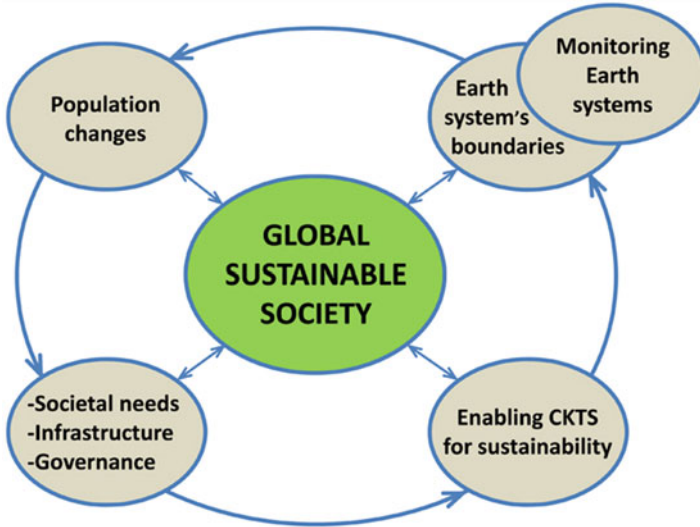 Population
changes
Earth
system's
boundaries
Monitoring
Earth
systems
GLOBAL
SUSTAINABLE
SOCIETY
-Societal needs
-Infrastructure
-Governance
Enabling CKTS
for sustainability